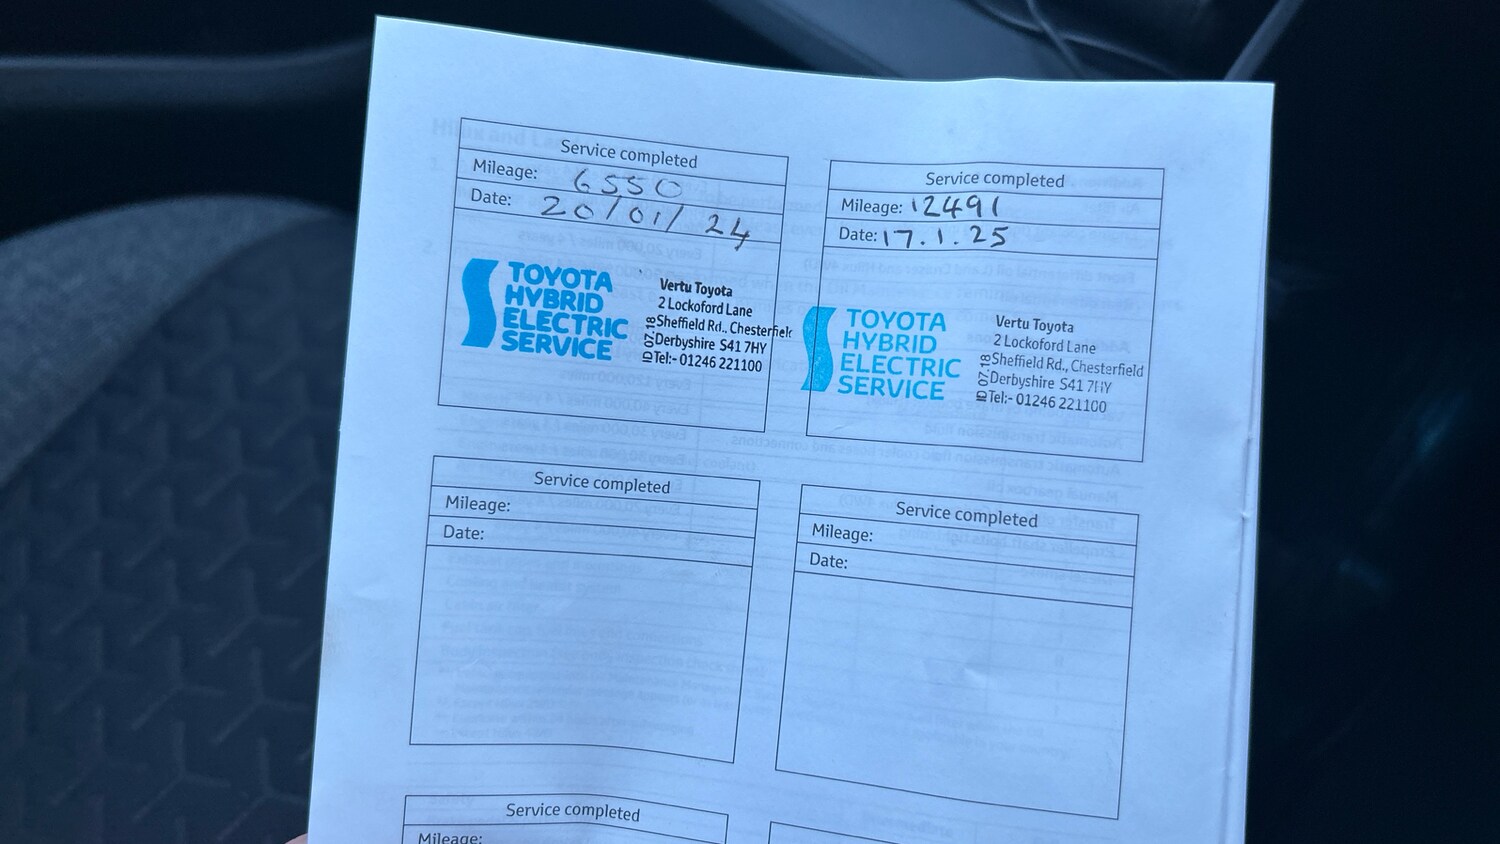 Service completed
Mileage: 6550
Date: 20/01/24
TOYOTA
HYBRID
ELECTRIC
SERVICE
Vertu Toyota
2 Lockoford Lane
Sheffield Rd., Chesterfield
Derbyshire S41 7HY
Tel:- 01246 221100
ID 07.18
Service completed
Mileage: 12491
Date: 17.1.25
TOYOTA
HYBRID
ELECTRIC
SERVICE
Vertu Toyota
2 Lockoford Lane
Sheffield Rd., Chesterfield
Derbyshire S41 7HY
Tel:- 01246 221100
ID 07.18
Service completed
Mileage:
Date:
Service completed
Mileage:
Date:
Service completed
Mileage: